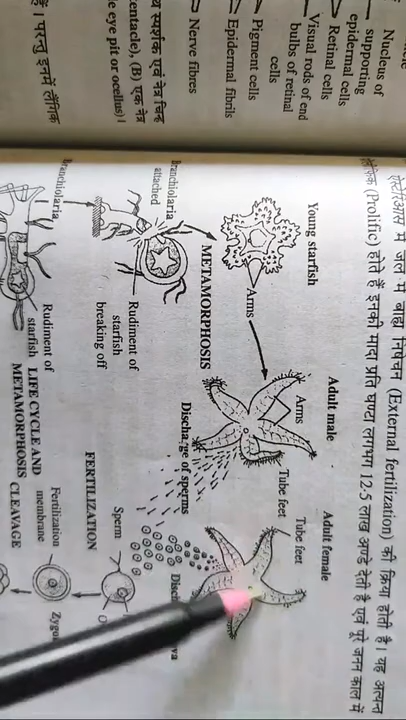 Nucleus of
supporting
epidermal cells
Retinal cells
Visual rods of end
bulbs of retinal
cells
Pigment cells
Epidermal fibrils
Nerve fibres
स्पर्शक एवं नेत्र चिन्ह
(B) एक नेत्र
eye pit or ocellus)।
है। परन्तु इनमें लैंगिक
में जल में बाह्य निषेचन (External fertilization) की क्रिया होती है। यह अत्यन्त
(Prolific) होते हैं इनकी मादा प्रति घण्टा लगभग 12-5 लाख अण्डे देती है एवं पूरे जनन काल में
Young starfish
Arms
Adult male
Arms
Tube feet
Adult female
Tube feet
METAMORPHOSIS
Discharge of sperms
Branchiolaria
attached
Rudiment of
starfish
breaking off
FERTILIZATION
Sperm
Branchiolaria
Rudiment of
starfish
LIFE CYCLE AND
METAMORPHOSIS
Fertilization
membrane
CLEAVAGE